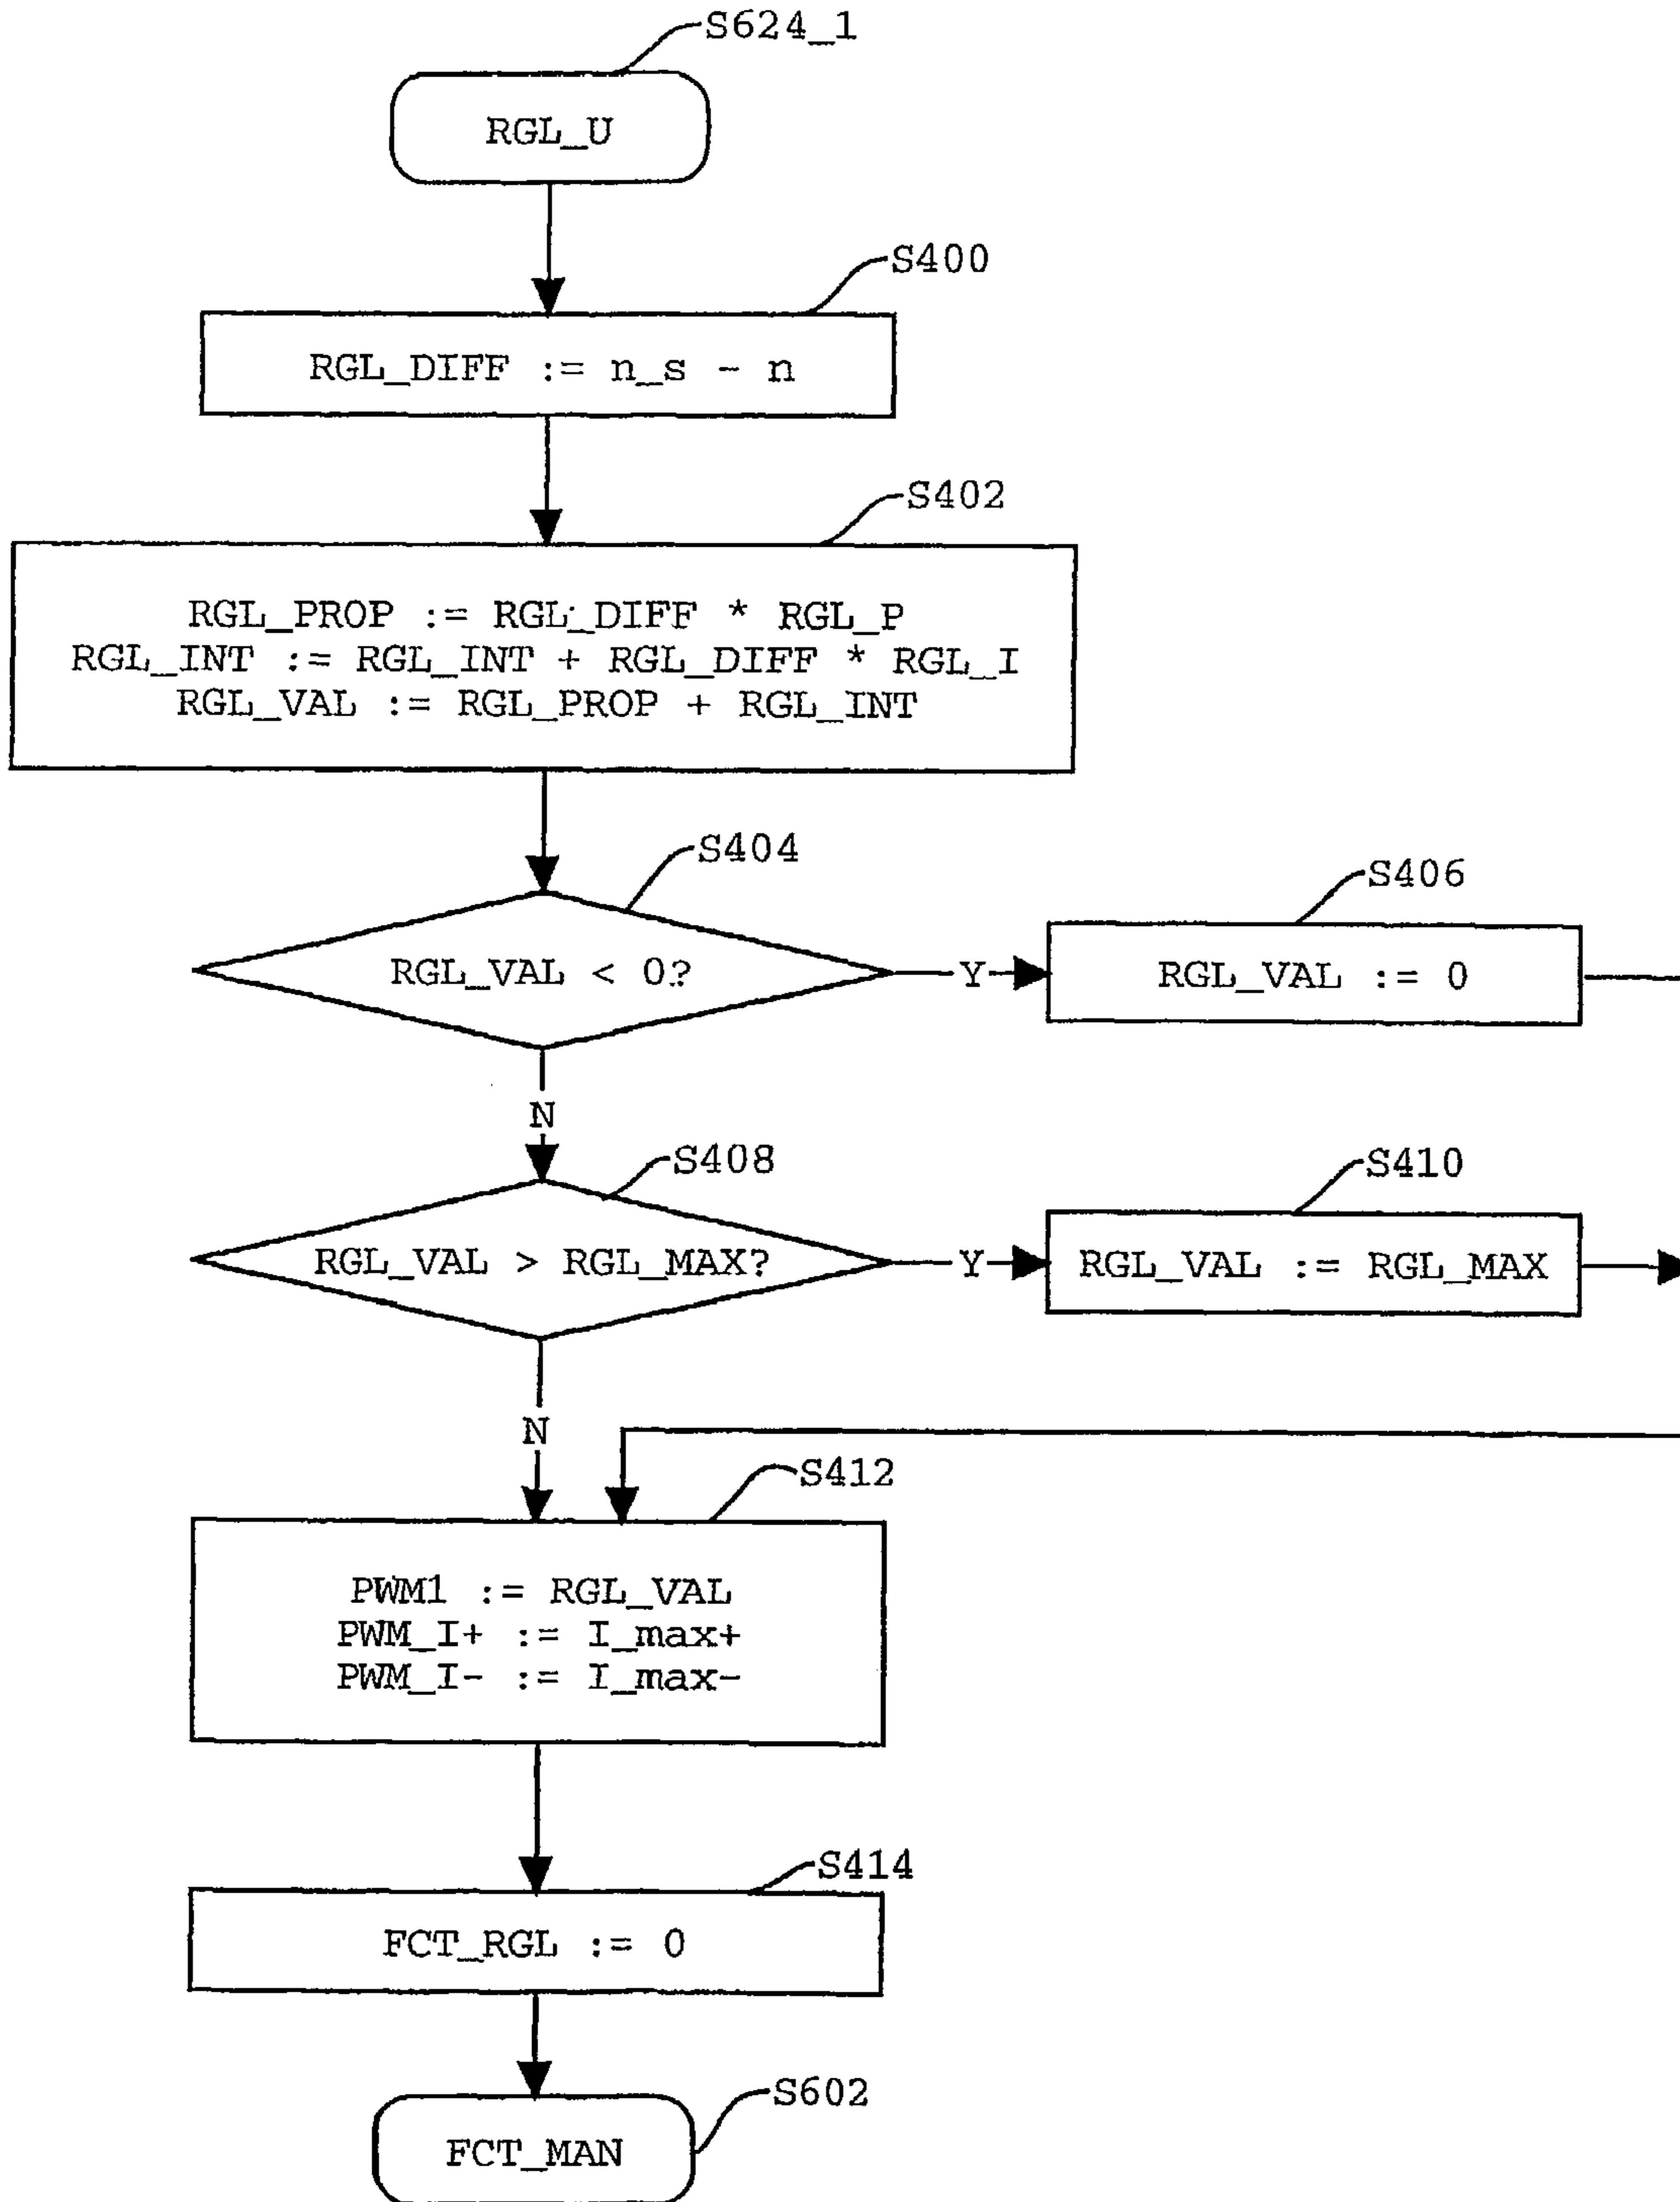 S624_1
RGL_U
S400
RGL_DIFF := n_s - n
S402
RGL_PROP := RGL_DIFF * RGL_P
RGL_INT := RGL_INT + RGL_DIFF * RGL_I
RGL_VAL := RGL_PROP + RGL_INT
S404
RGL_VAL < 0?
Y
S406
RGL_VAL := 0
N
S408
RGL_VAL > RGL_MAX?
Y
S410
RGL_VAL := RGL_MAX
N
S412
PWM1 := RGL_VAL
PWM_I+ := I_max+
PWM_I- := I_max-
S414
FCT_RGL := 0
S602
FCT_MAN